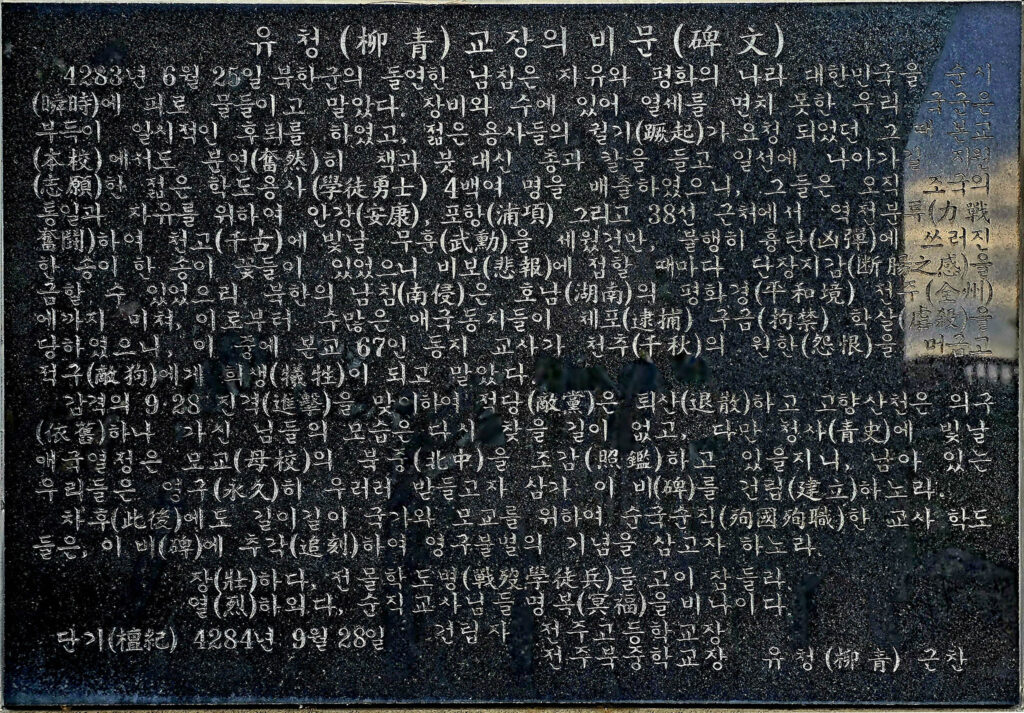 유청(柳青)교장의 비문(碑文)
4283년 6월 25일 북한군의 돌연한 남침은 자유와 평화의 나라 대한민국을 순시
(瞬時)에 피로 물들이고 말았다. 장비와 수에 있어 열세를 면치 못한 우리 국군은
부득이 일시적인 후퇴를 하였고, 젊은 용사들의 궐기(蹶起)가 요청 되었던 그 때 본교
(本校)에서도 분연(奮然)히 책과 붓 대신 총과 칼을 들고 일선에 나아가길 지원
(志願)한 젊은 학도용사(學徒勇士) 4백여 명을 배출하였으니, 그들은 오직 조국의
통일과 자유를 위하여 안강(安康), 포항(浦項) 그리고 38선 근처에서 역전분투(力戰
奮鬪)하여 천고(千古)에 빛날 무훈(武勳)을 세웠건만, 불행히 흉탄(凶彈)에 쓰러진
한 송이 한 송이 꽃들이 있었으니 비보(悲報)에 접할 때마다 단장지감(断腸之感)을
금할 수 있었으리. 북한의 남침(南侵)은 호남(湖南)의 평화경(平和境) 전주(全州)
에까지 미쳐, 이로부터 수많은 애국동지들이 체포(逮捕) 구금(拘禁) 학살(虐殺)을
당하였으니, 이 중에 본교 67인 동지 교사가 천추(千秋)의 원한(怨恨)을 머금고
적구(敵狗)에게 희생(犧牲)이 되고 말았다.
감격의 9·28 진격(進擊)을 맞이하여 적당(敵黨)은 퇴산(退散)하고 고향산천은 의구
(依舊)하나 가신 님들의 모습은 다시 찾을 길이 없고, 다만 청사(青史)에 빛날
애국열정은 모교(母校)의 북중(北中)을 조감(照鑑)하고 있을지니, 남아 있는
우리들은 영구(永久)히 우러러 받들고자 삼가 이 비(碑)를 건립(建立)하노라.
차후(此後)에도 길이길이 국가와 모교를 위하여 순국순직(殉國殉職)한 교사 학도
들은, 이 비(碑)에 추각(追刻)하여 영구불멸의 기념을 삼고자 하노라.
장(壯)하다, 전몰학도병(戰歿學徒兵)들 고이 잠들라.
열(烈)하외다, 순직교사님들 명복(冥福)을 비나이다.
단기(檀紀) 4284년 9월 28일 건립자 전주고등학교장
전주북중학교장 유청(柳青) 근찬